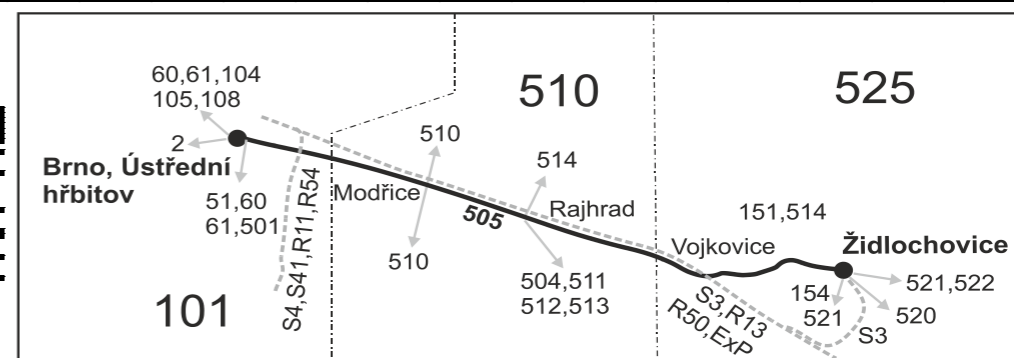 60,61,104
105,108
2
Brno, Ústřední
hřbitov
51,60
61,501
S4,S41,R11,R54
101
Modřice
510
510
505
510
514
Rajhrad
504,511
512,513
525
151,514
Vojkovice
Židlochovice
521,522
154
521
520
S3
S3,R13
R50,ExP